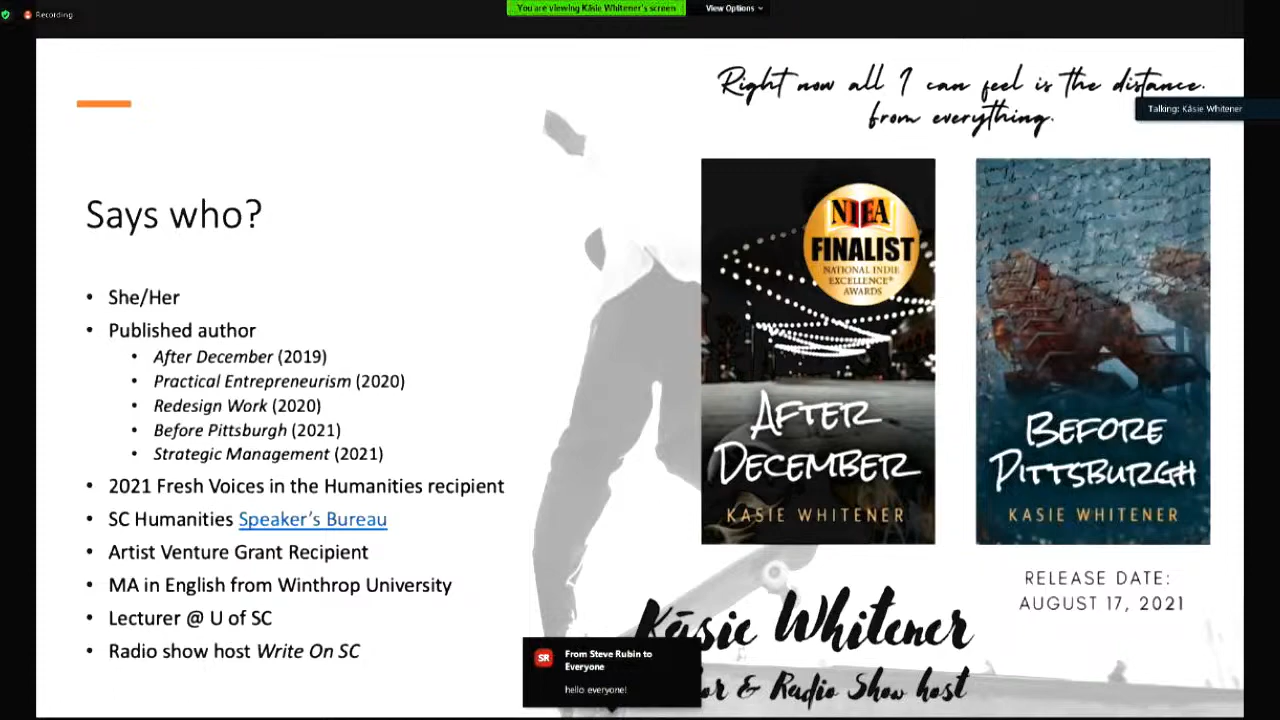 Recording
You are viewing Kāsie Whitener's screen
View Options
Right now all I can feel is the distance.
from everything.
Talking: Kāsie Whitener
Says who?
• She/Her
• Published author
• After December (2019)
• Practical Entrepreneurism (2020)
• Redesign Work (2020)
• Before Pittsburgh (2021)
• Strategic Management (2021)
• 2021 Fresh Voices in the Humanities recipient
• SC Humanities Speaker's Bureau
• Artist Venture Grant Recipient
• MA in English from Winthrop University
• Lecturer @ U of SC
• Radio show host Write On SC
NIEA
FINALIST
NATIONAL INDIE
EXCELLENCE®
AWARDS
AFTER
DECEMBER
KASIE WHITENER
BEFORE
PITTSBURGH
KASIE WHITENER
RELEASE DATE:
AUGUST 17, 2021
Kāsie Whitener
& Radio Show host
SR
From Steve Rubin to
Everyone
hello everyone!